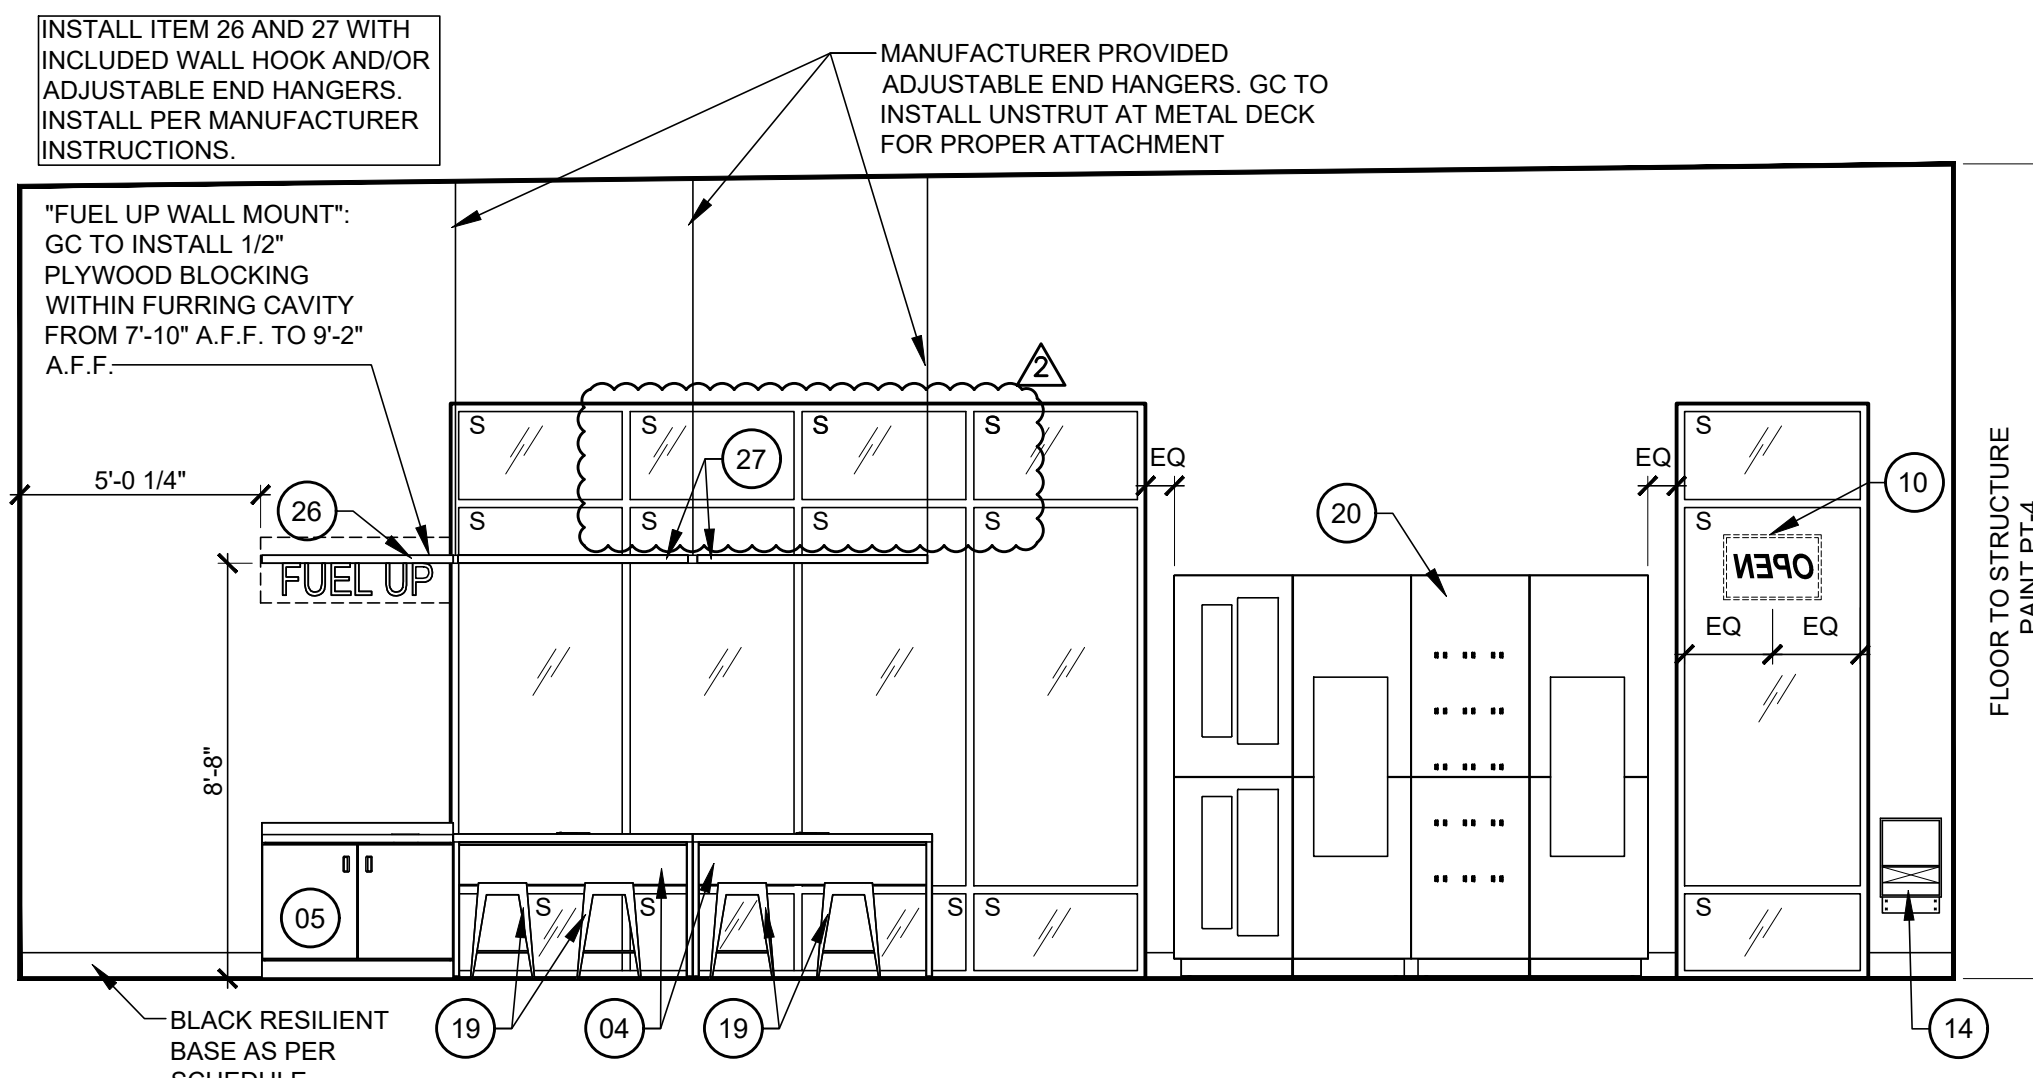 INSTALL ITEM 26 AND 27 WITH
INCLUDED WALL HOOK AND/OR
ADJUSTABLE END HANGERS.
INSTALL PER MANUFACTURER
INSTRUCTIONS.
MANUFACTURER PROVIDED
ADJUSTABLE END HANGERS. GC TO
INSTALL UNSTRUT AT METAL DECK
FOR PROPER ATTACHMENT
"FUEL UP WALL MOUNT":
GC TO INSTALL 1/2"
PLYWOOD BLOCKING
WITHIN FURRING CAVITY
FROM 7'-10" A.F.F. TO 9'-2"
A.F.F.
2
S
S
S
S
S
27
EQ
EQ
5'-0 1/4"
26
S
S
S
S
S
20
10
FUEL UP
OPEN
EQ
EQ
8'-8"
FLOOR TO STRUCTURE
PAINT PT-4
05
S
S
S
S
S
19
04
19
14
BLACK RESILIENT
BASE AS PER
SCHEDULE